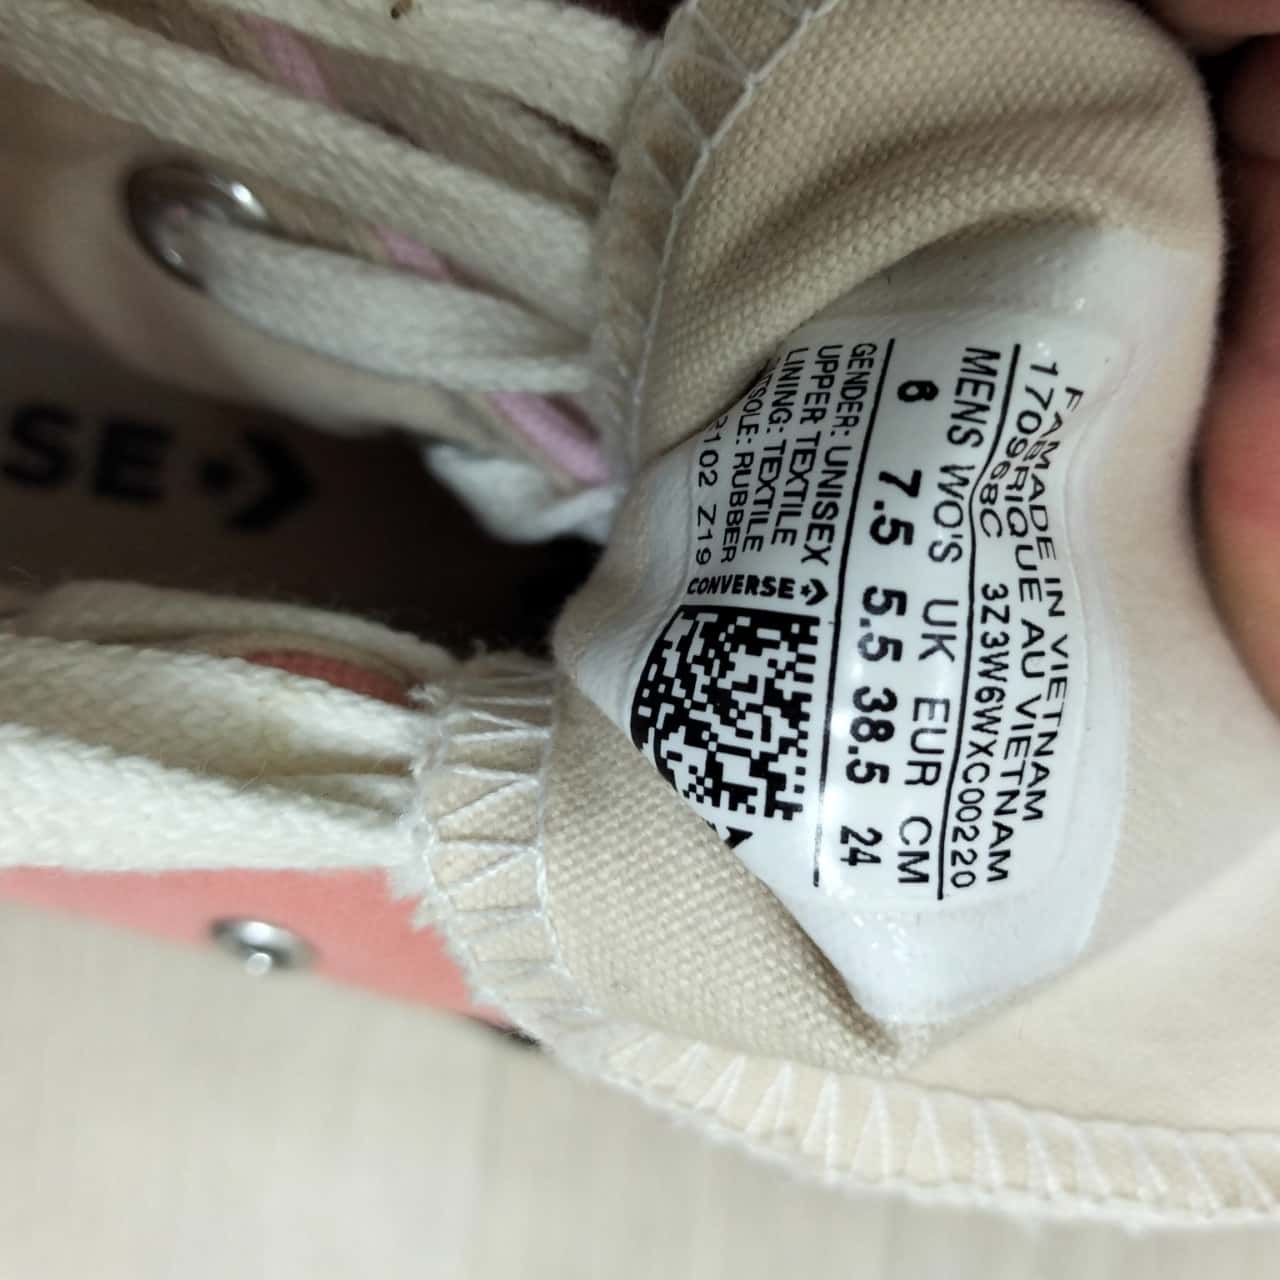 MADE IN VIETNAM
FABRIQUE AU VIETNAM
170968C 3Z3W6WXC00220
MENS WO'S UK EUR CM
6 7.5 5.5 38.5 24
GENDER: UNISEX
UPPER TEXTILE
LINING: TEXTILE
RUBBER
Z19
CONVERSE
SE